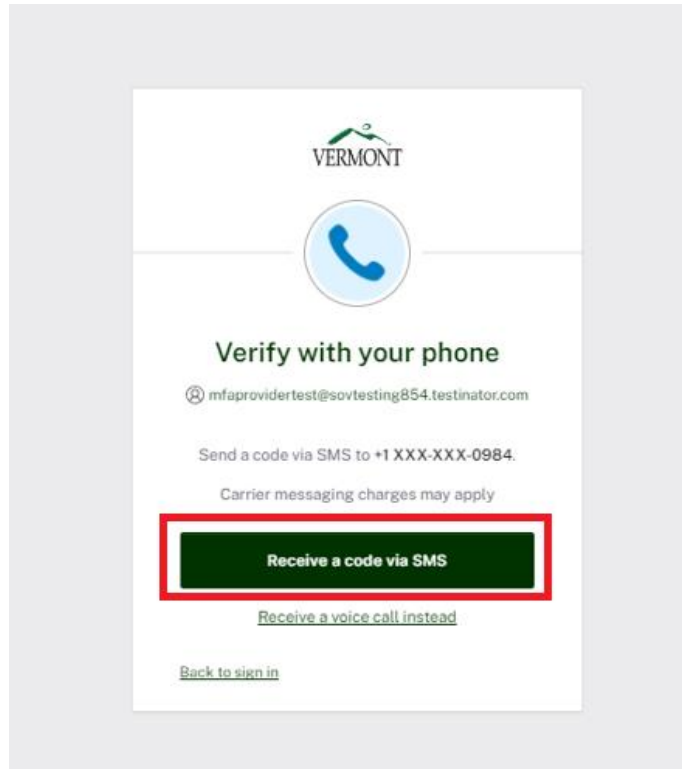 VERMONT
Verify with your phone
mfaprovidertest@sovtesting854.testinator.com
Send a code via SMS to +1 XXX-XXX-0984.
Carrier messaging charges may apply
Receive a code via SMS
Receive a voice call instead
Back to sign in